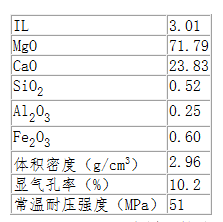 IL 3.01
MgO 71.79
CaO 23.83
SiO₂ 0.52
Al₂O₃ 0.25
Fe₂O₃ 0.60
体积密度（g/cm³） 2.96
显气孔率（%） 10.2
常温耐压强度（MPa） 51